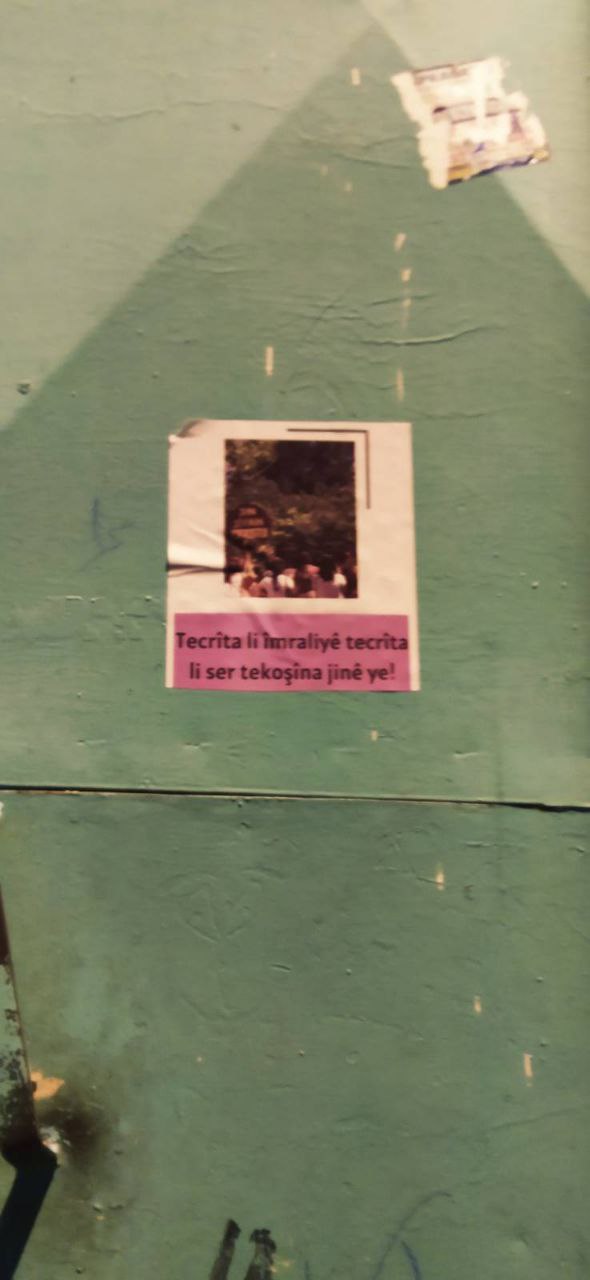 Tecrîta li îmraliyê tecrîta
li ser tekoşîna jinê ye!